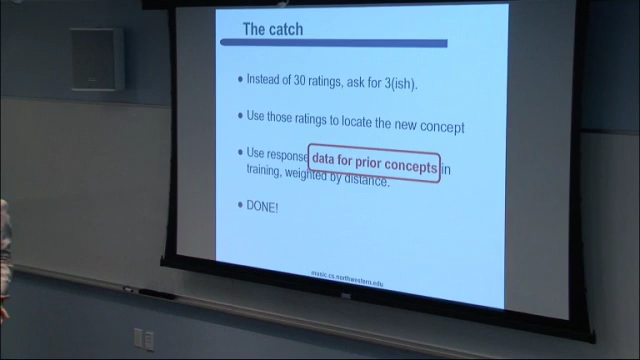 The catch
• Instead of 30 ratings, ask for 3(ish).
• Use those ratings to locate the new concept
• Use response data for prior concepts in
training, weighted by distance.
• DONE!
music.cs.northwestern.edu